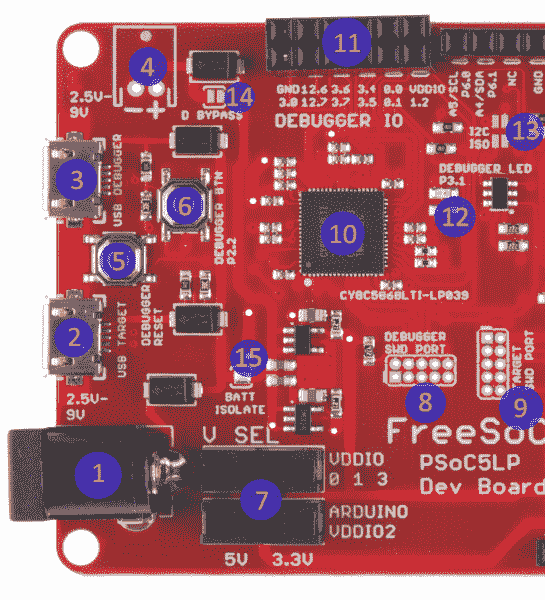 4
11
14
2.5V-
9V
- +
D BYPASS
GND 12.6 3.6 3.4 0.0 VDDIO
3.0 12.7 3.7 3.5 0.1 1.2
DEBUGGER IO
A5/SCL
P6.0
A4/SDA
P6.1
NC
GND
I2C
ISO
13
3
USB DEBUGGER
6
DEBUGGER BTN
P2.2
DEBUGGER LED
P3.1
12
10
5
CY8C5868LTI-LP039
2
USB TARGET
DEBUGGER
RESET
15
BATT
ISOLATE
DEBUGGER
SWD PORT
8
TARGET
SWD PORT
9
2.5V-
9V
1
V SEL
7
VDDIO
0 1 3
ARDUINO
VDDIO2
5V 3.3V
FreeSoC
PSoC5LP
Dev Board